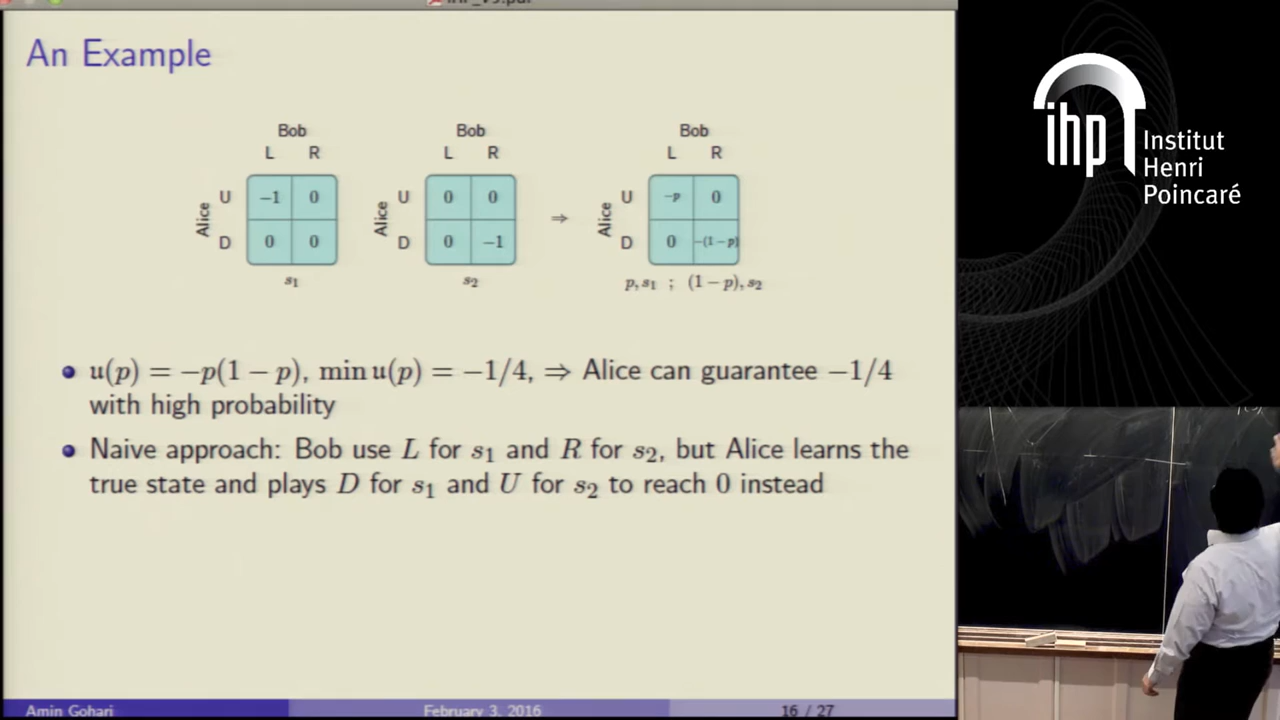 An Example
Bob Bob Bob
L R L R L R
Alice U −1 0 Alice U 0 0 ⇒ Alice U −p 0
D 0 0 D 0 −1 D 0 −(1−p)
s₁ s₂ p, s₁ ; (1 − p), s₂
• u(p) = −p(1 − p), min u(p) = −1/4, ⇒ Alice can guarantee −1/4
with high probability
• Naive approach: Bob use L for s₁ and R for s₂, but Alice learns the
true state and plays D for s₁ and U for s₂ to reach 0 instead
Amin Gohari February 3, 2016 16 / 27
ihp
Institut
Henri
Poincaré